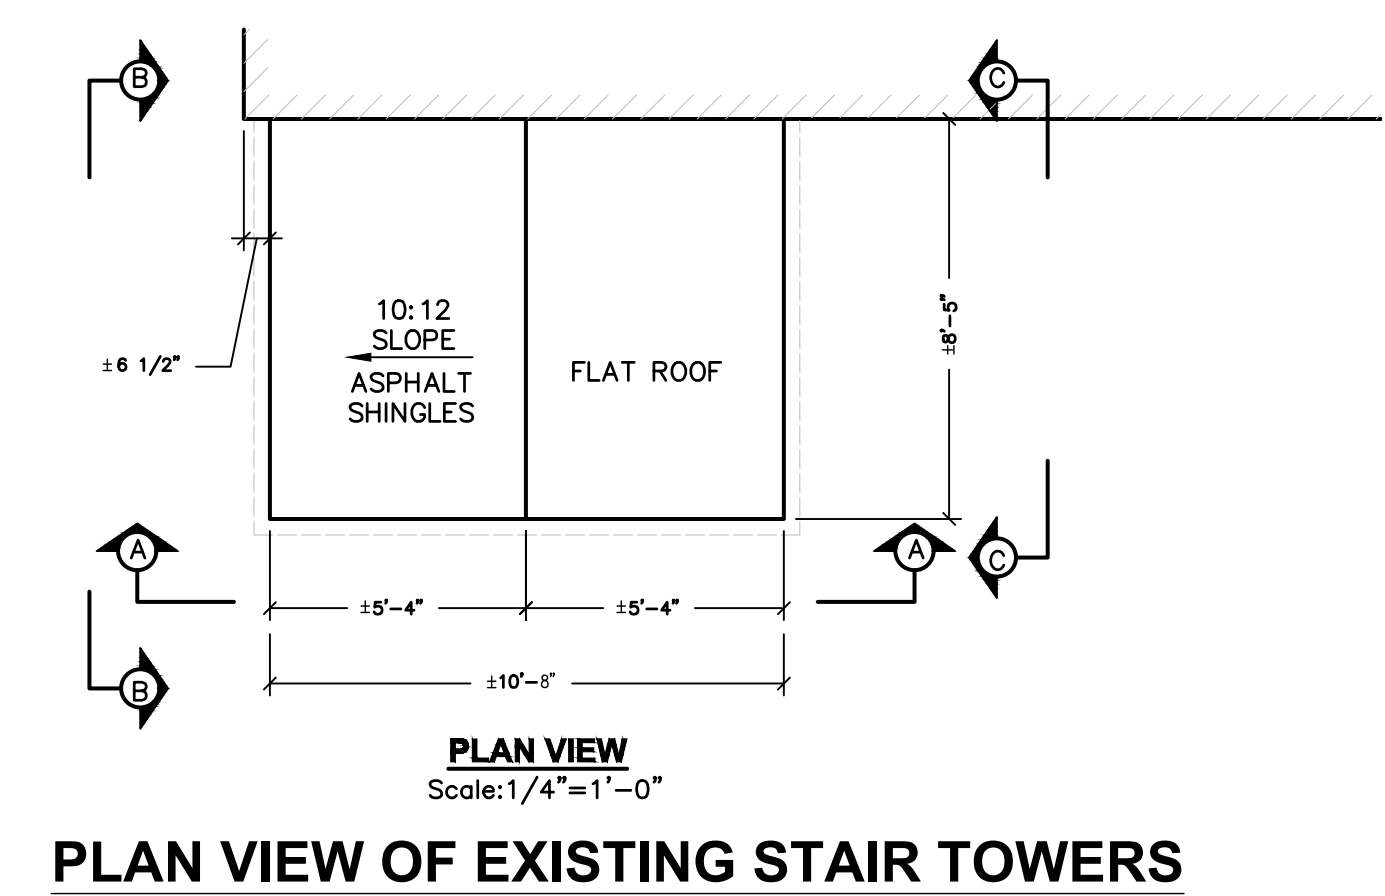 B
C
±6 1/2"
10:12
SLOPE
ASPHALT
SHINGLES
FLAT ROOF
±8'-5"
A
A
C
±5'-4"
±5'-4"
B
±10'-8"
PLAN VIEW
Scale:1/4"=1'-0"
PLAN VIEW OF EXISTING STAIR TOWERS